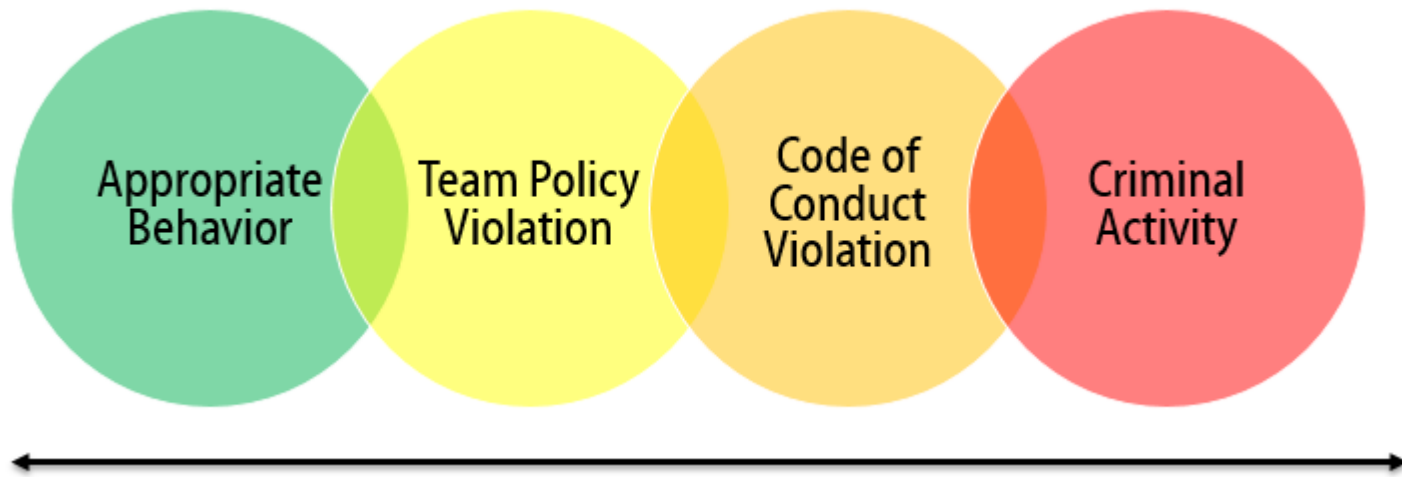 Appropriate
Behavior
Team Policy
Violation
Code of
Conduct
Violation
Criminal
Activity